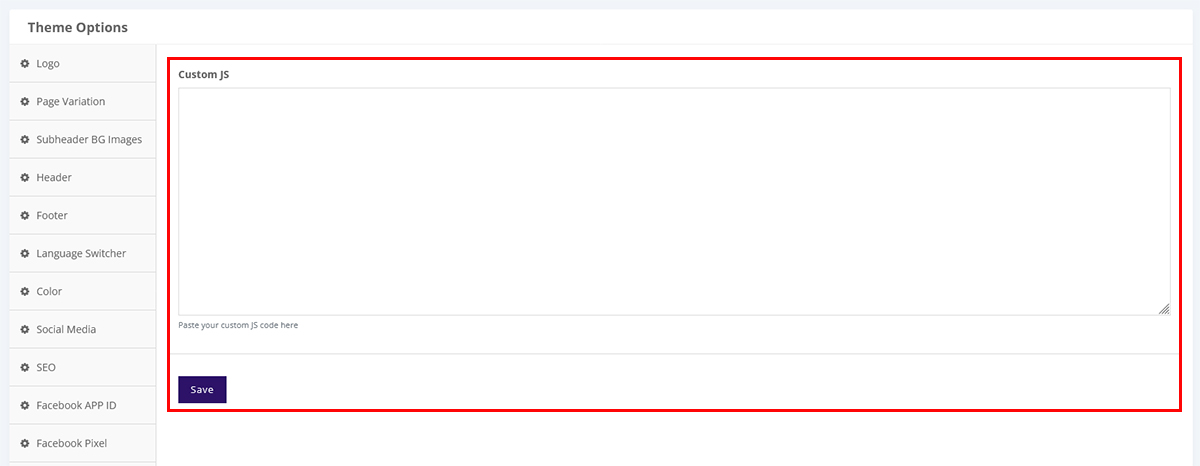 Theme Options
Logo
Page Variation
Subheader BG Images
Header
Footer
Language Switcher
Color
Social Media
SEO
Facebook APP ID
Facebook Pixel
Custom JS
Paste your custom JS code here
Save